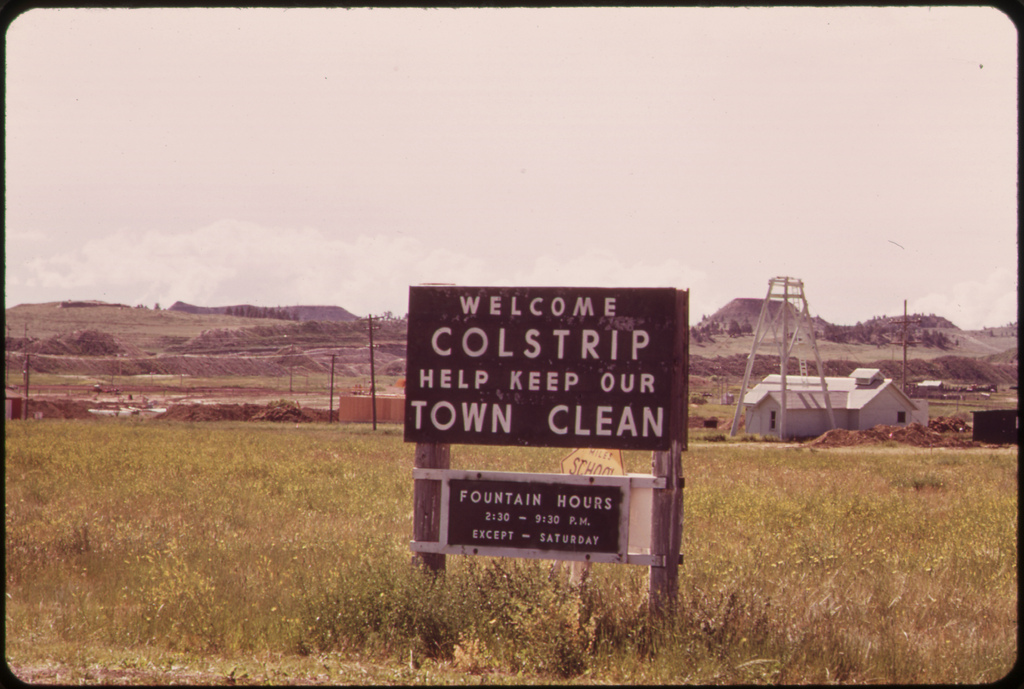 WELCOME
COLSTRIP
HELP KEEP OUR
TOWN CLEAN
SCHOOL
FOUNTAIN HOURS
2:30 - 9:30 P.M.
EXCEPT - SATURDAY